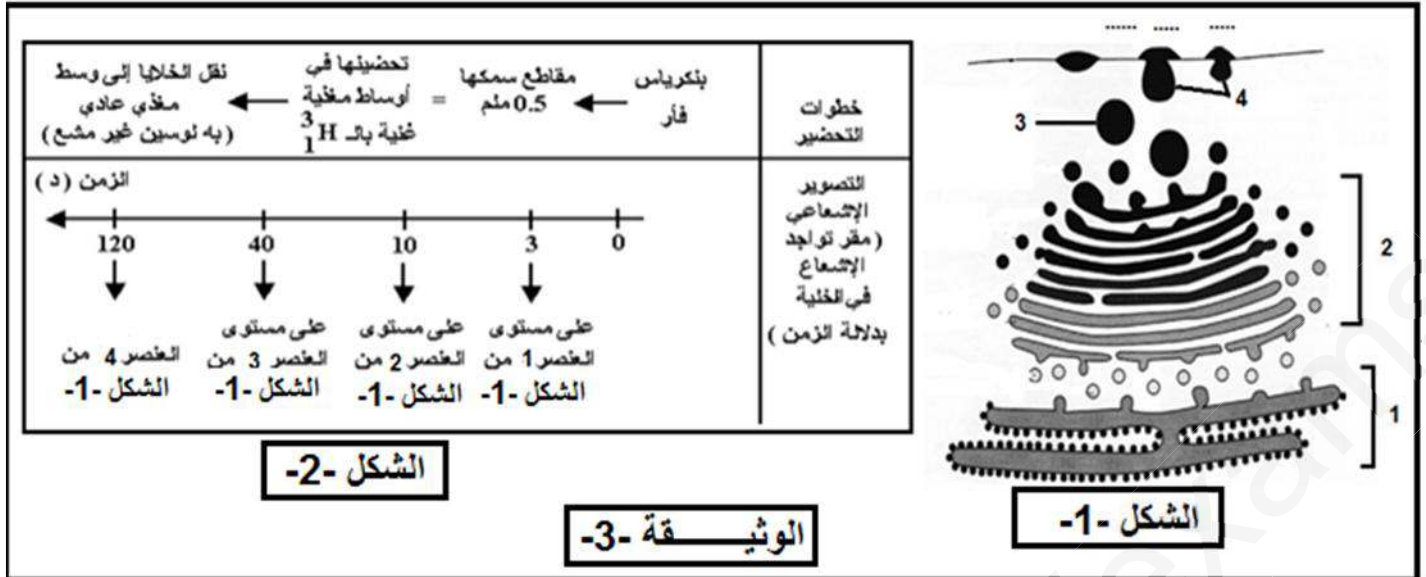 خطوات
التحضير
بنكرياس
فأر
مقاطع سمكها
0.5 ملم
=
تحضينها في
أوساط مغذية
غنية بالـ ³₁H
نقل الخلايا إلى وسط
مغذي عادي
( به لوسين غير مشع )
التصوير
الإشعاعي
( مقر تواجد
الإشعاع
في الخلية
بدلالة الزمن )
الزمن ( د )
0 3 10 40 120
على مستوى
العنصر 1 من
الشكل -1-
على مستوى
العنصر 2 من
الشكل -1-
على مستوى
العنصر 3 من
الشكل -1-
العنصر 4 من
الشكل -1-
الشكل -2-
...... ..... .....
4
3
2
1
الشكل -1-
الوثيـــــقة -3-